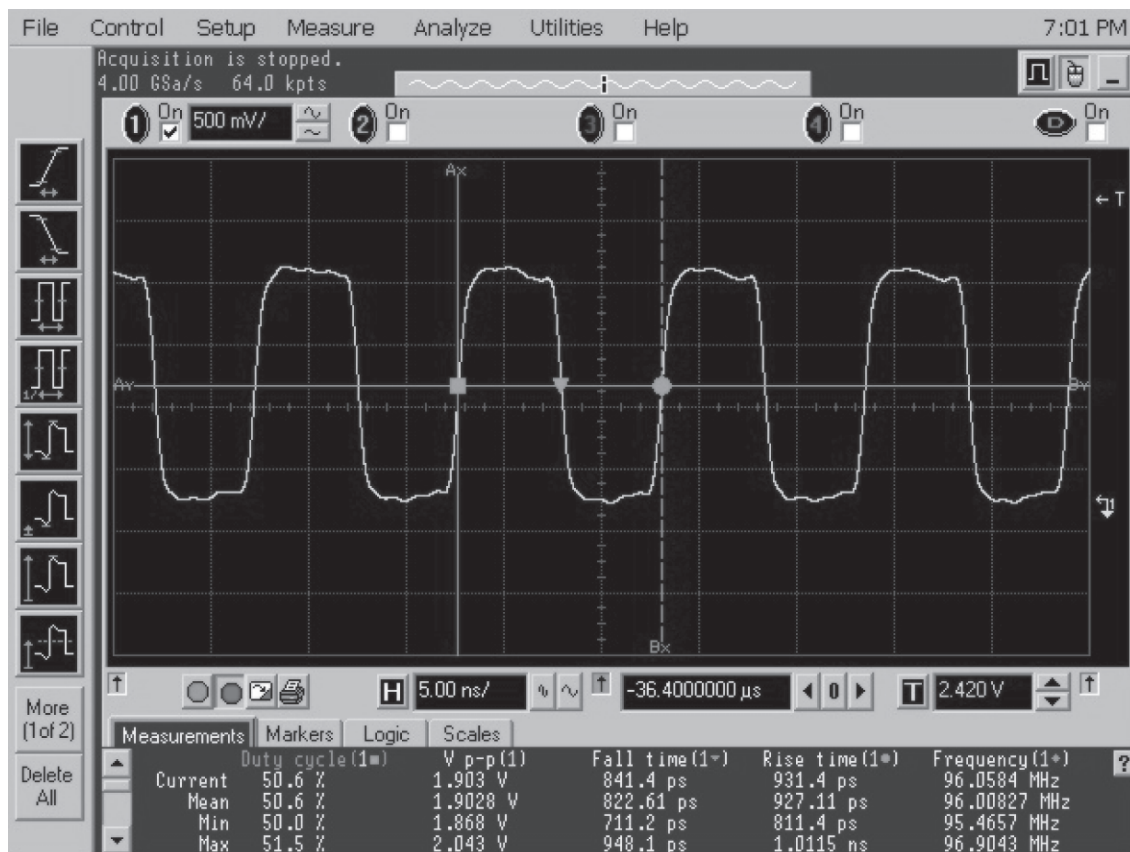 File Control Setup Measure Analyze Utilities Help 7:01 PM
Acquisition is stopped.
4.00 GSa/s 64.0 kpts
1 On 500 mV/ 2 On 3 On 4 On D On
Ax
T
Ay By
Bx
H 5.00 ns/ -36.4000000 µs 0 T 2.420 V
More
(1of 2)
Delete
All
Measurements Markers Logic Scales
Duty cycle(1■) V p-p(1) Fall time(1▾) Rise time(1●) Frequency(1◆) ?
Current 50.6 % 1.903 V 841.4 ps 931.4 ps 96.0584 MHz
Mean 50.6 % 1.9028 V 822.61 ps 927.11 ps 96.00827 MHz
Min 50.0 % 1.868 V 711.2 ps 811.4 ps 95.4657 MHz
Max 51.5 % 2.043 V 948.1 ps 1.0115 ns 96.9043 MHz